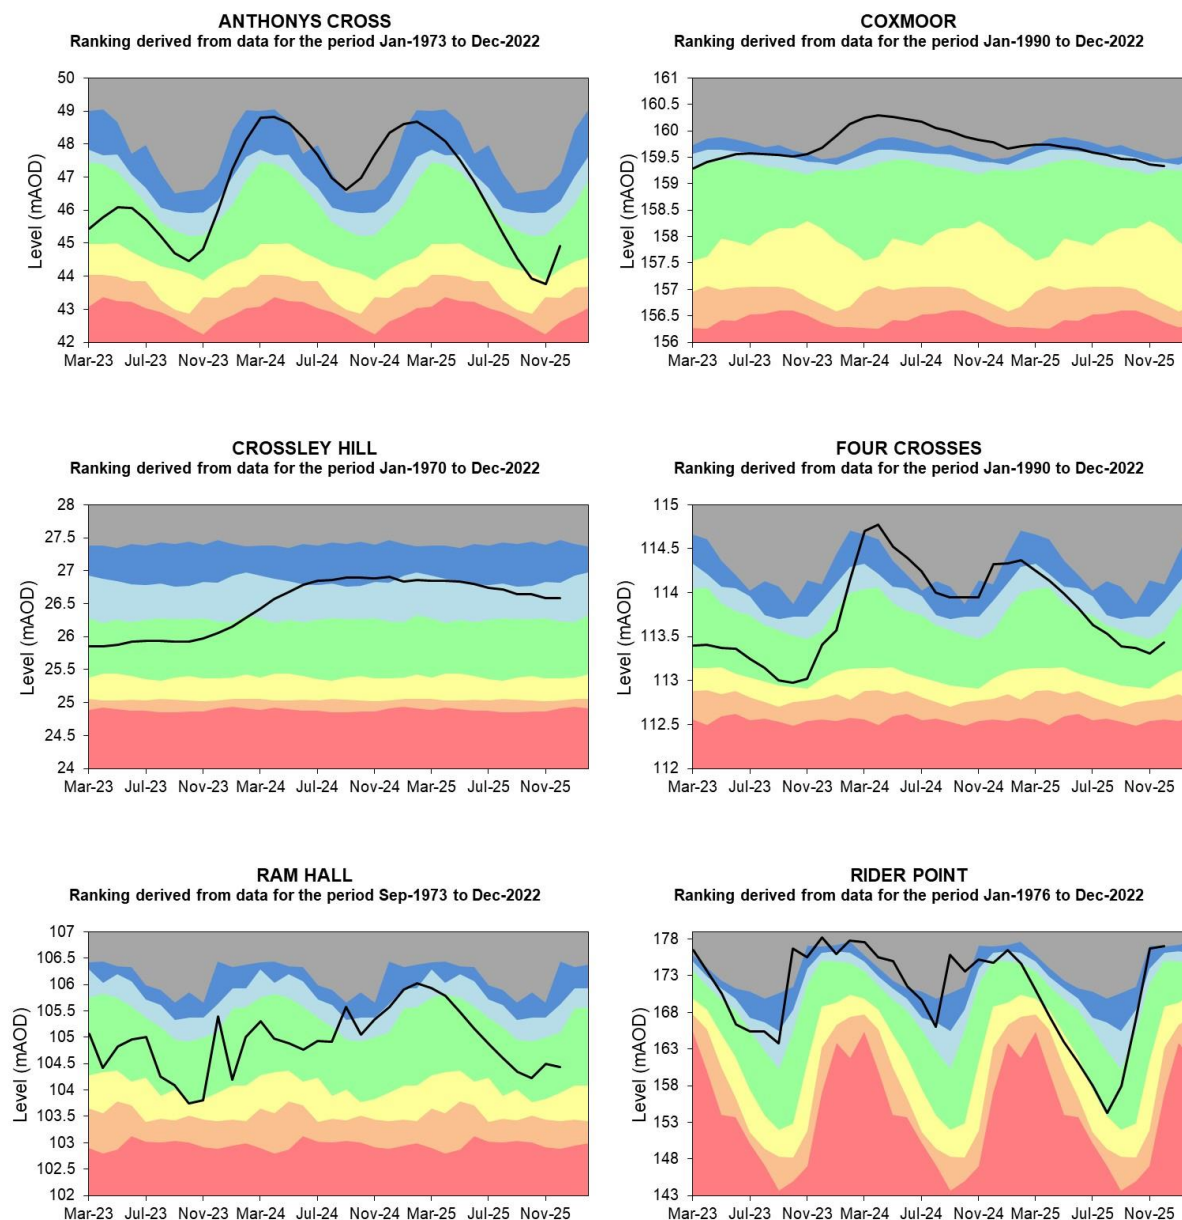 ANTHONYS CROSS
Ranking derived from data for the period Jan-1973 to Dec-2022
50
49
48
47
46
45
44
43
42
Level (mAOD)
Mar-23 Jul-23 Nov-23 Mar-24 Jul-24 Nov-24 Mar-25 Jul-25 Nov-25
COXMOOR
Ranking derived from data for the period Jan-1990 to Dec-2022
161
160.5
160
159.5
159
158.5
158
157.5
157
156.5
156
Level (mAOD)
Mar-23 Jul-23 Nov-23 Mar-24 Jul-24 Nov-24 Mar-25 Jul-25 Nov-25
CROSSLEY HILL
Ranking derived from data for the period Jan-1970 to Dec-2022
28
27.5
27
26.5
26
25.5
25
24.5
24
Level (mAOD)
Mar-23 Jul-23 Nov-23 Mar-24 Jul-24 Nov-24 Mar-25 Jul-25 Nov-25
FOUR CROSSES
Ranking derived from data for the period Jan-1990 to Dec-2022
115
114.5
114
113.5
113
112.5
112
Level (mAOD)
Mar-23 Jul-23 Nov-23 Mar-24 Jul-24 Nov-24 Mar-25 Jul-25 Nov-25
RAM HALL
Ranking derived from data for the period Sep-1973 to Dec-2022
107
106.5
106
105.5
105
104.5
104
103.5
103
102.5
102
Level (mAOD)
Mar-23 Jul-23 Nov-23 Mar-24 Jul-24 Nov-24 Mar-25 Jul-25 Nov-25
RIDER POINT
Ranking derived from data for the period Jan-1976 to Dec-2022
178
173
168
163
158
153
148
143
Level (mAOD)
Mar-23 Jul-23 Nov-23 Mar-24 Jul-24 Nov-24 Mar-25 Jul-25 Nov-25